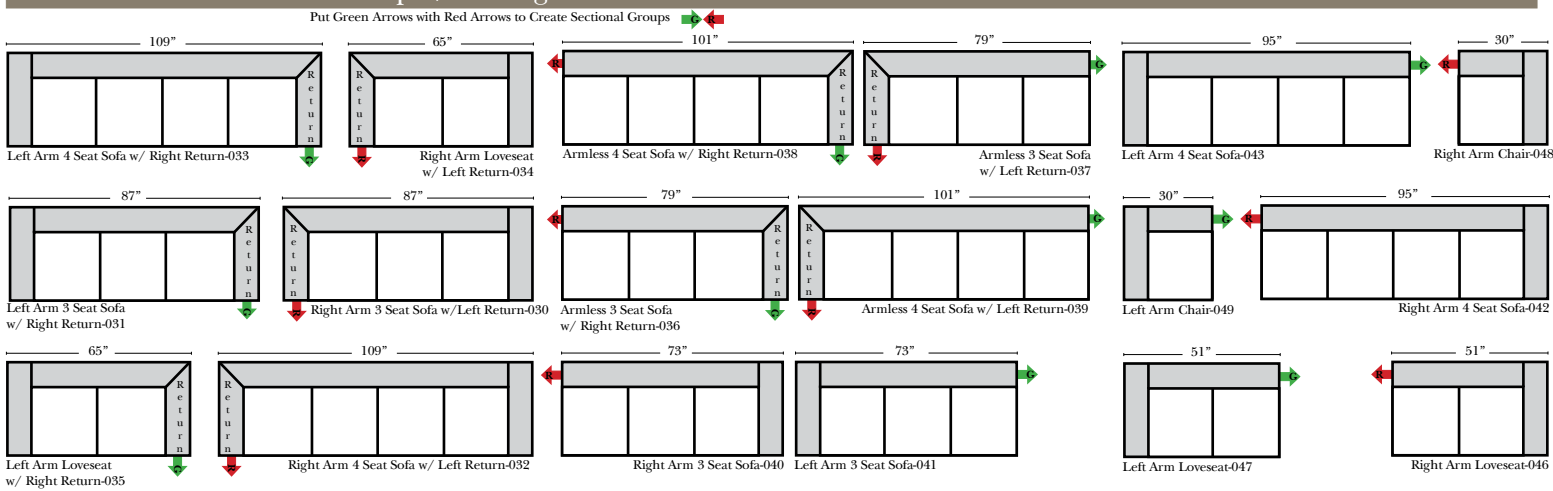 Put Green Arrows with Red Arrows to Create Sectional Groups G R
109” 65” 101” 79” 95” 30”
R G R G G R
Return Return Return Return
G R G R
Left Arm 4 Seat Sofa w/ Right Return-033
Right Arm Loveseat
w/ Left Return-034
Armless 4 Seat Sofa w/ Right Return-038
Armless 3 Seat Sofa
w/ Left Return-037
Left Arm 4 Seat Sofa-043
Right Arm Chair-048
87” 87” 79” 101” 30” 95”
R G G R
Return Return Return Return
G R G R
Left Arm 3 Seat Sofa
w/ Right Return-031
Right Arm 3 Seat Sofa w/Left Return-030
Armless 3 Seat Sofa
w/ Right Return-036
Armless 4 Seat Sofa w/ Left Return-039
Left Arm Chair-049
Right Arm 4 Seat Sofa-042
65” 109” 73” 73” 51” 51”
R G G R
Return Return
G R
Left Arm Loveseat
w/ Right Return-035
Right Arm 4 Seat Sofa w/ Left Return-032
Right Arm 3 Seat Sofa-040
Left Arm 3 Seat Sofa-041
Left Arm Loveseat-047
Right Arm Loveseat-046